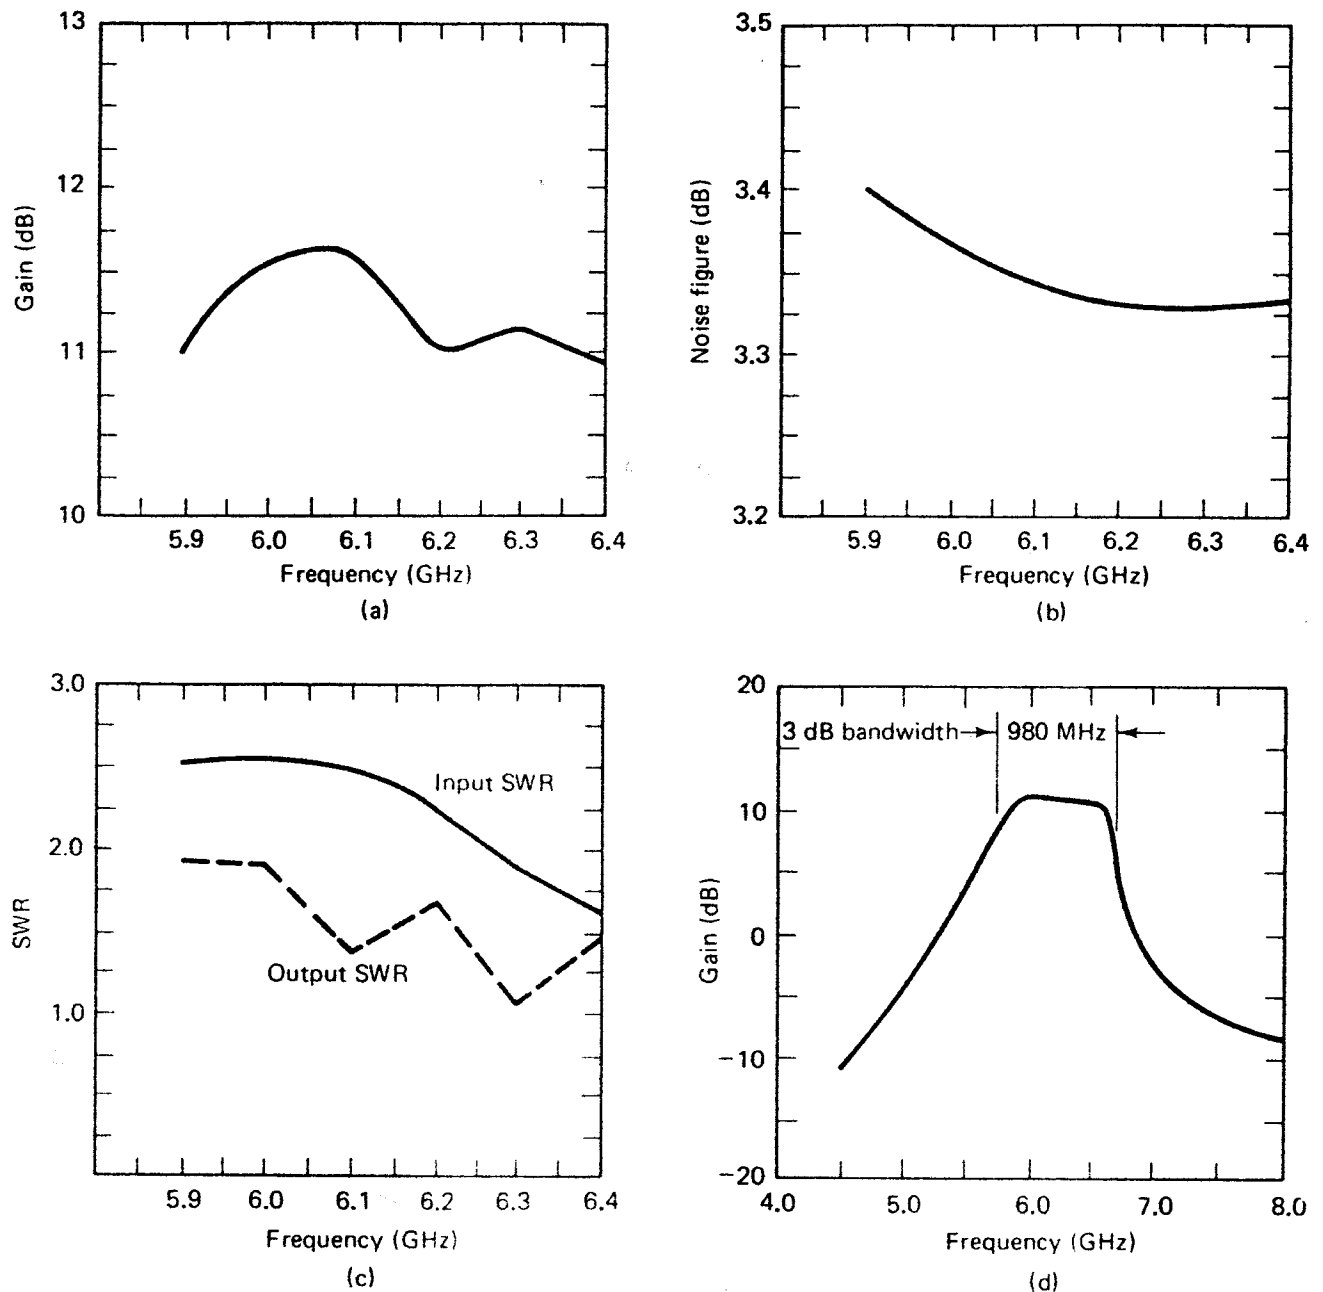 13
12
11
10
Gain (dB)
5.9 6.0 6.1 6.2 6.3 6.4
Frequency (GHz)
(a)
3.5
3.4
3.3
3.2
Noise figure (dB)
5.9 6.0 6.1 6.2 6.3 6.4
Frequency (GHz)
(b)
3.0
2.0
1.0
SWR
Input SWR
Output SWR
5.9 6.0 6.1 6.2 6.3 6.4
Frequency (GHz)
(c)
20
10
0
−10
−20
Gain (dB)
3 dB bandwidth 980 MHz
4.0 5.0 6.0 7.0 8.0
Frequency (GHz)
(d)